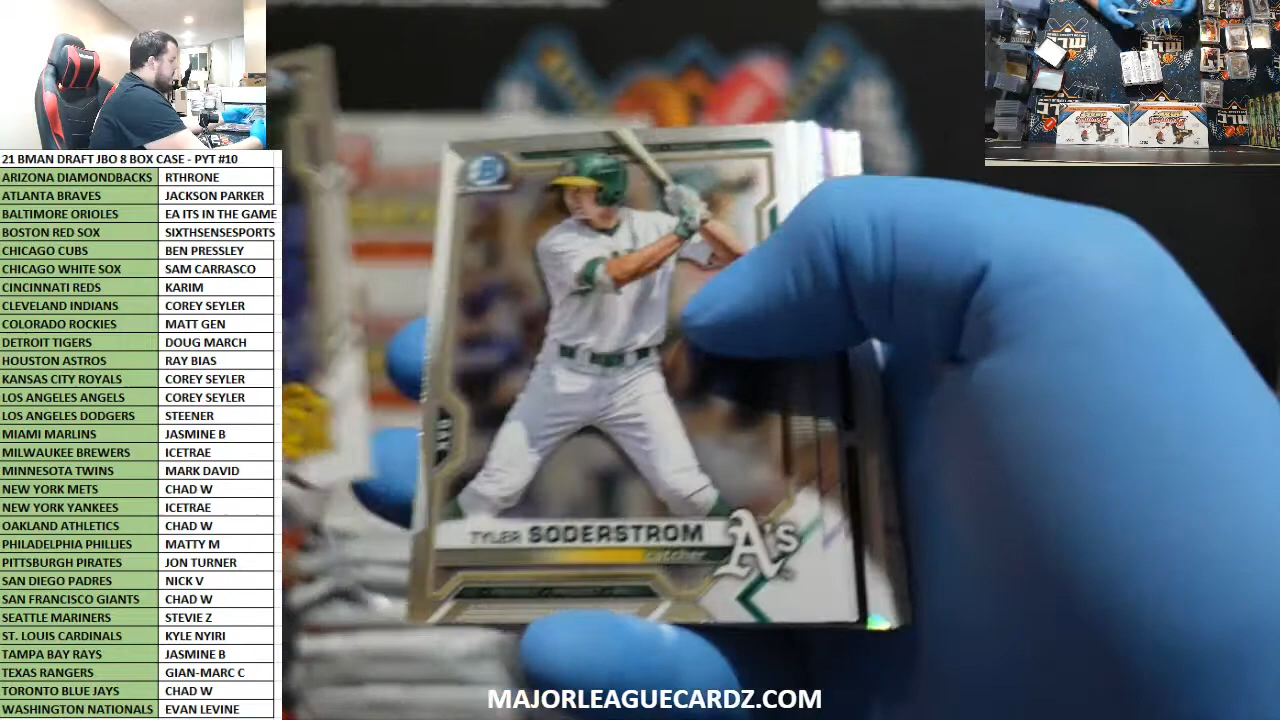 21 BMAN DRAFT JBO 8 BOX CASE - PYT #10
ARIZONA DIAMONDBACKS RTHRONE
ATLANTA BRAVES JACKSON PARKER
BALTIMORE ORIOLES EA ITS IN THE GAME
BOSTON RED SOX SIXTHSENSESPORTS
CHICAGO CUBS BEN PRESSLEY
CHICAGO WHITE SOX SAM CARRASCO
CINCINNATI REDS KARIM
CLEVELAND INDIANS COREY SEYLER
COLORADO ROCKIES MATT GEN
DETROIT TIGERS DOUG MARCH
HOUSTON ASTROS RAY BIAS
KANSAS CITY ROYALS COREY SEYLER
LOS ANGELES ANGELS COREY SEYLER
LOS ANGELES DODGERS STEENER
MIAMI MARLINS JASMINE B
MILWAUKEE BREWERS ICETRAE
MINNESOTA TWINS MARK DAVID
NEW YORK METS CHAD W
NEW YORK YANKEES ICETRAE
OAKLAND ATHLETICS CHAD W
PHILADELPHIA PHILLIES MATTY M
PITTSBURGH PIRATES JON TURNER
SAN DIEGO PADRES NICK V
SAN FRANCISCO GIANTS CHAD W
SEATTLE MARINERS STEVIE Z
ST. LOUIS CARDINALS KYLE NYIRI
TAMPA BAY RAYS JASMINE B
TEXAS RANGERS GIAN-MARC C
TORONTO BLUE JAYS CHAD W
WASHINGTON NATIONALS EVAN LEVINE
B
OAK
TYLER SODERSTROM
catcher
A's
MLC
MAJORLEAGUECARDZ.COM